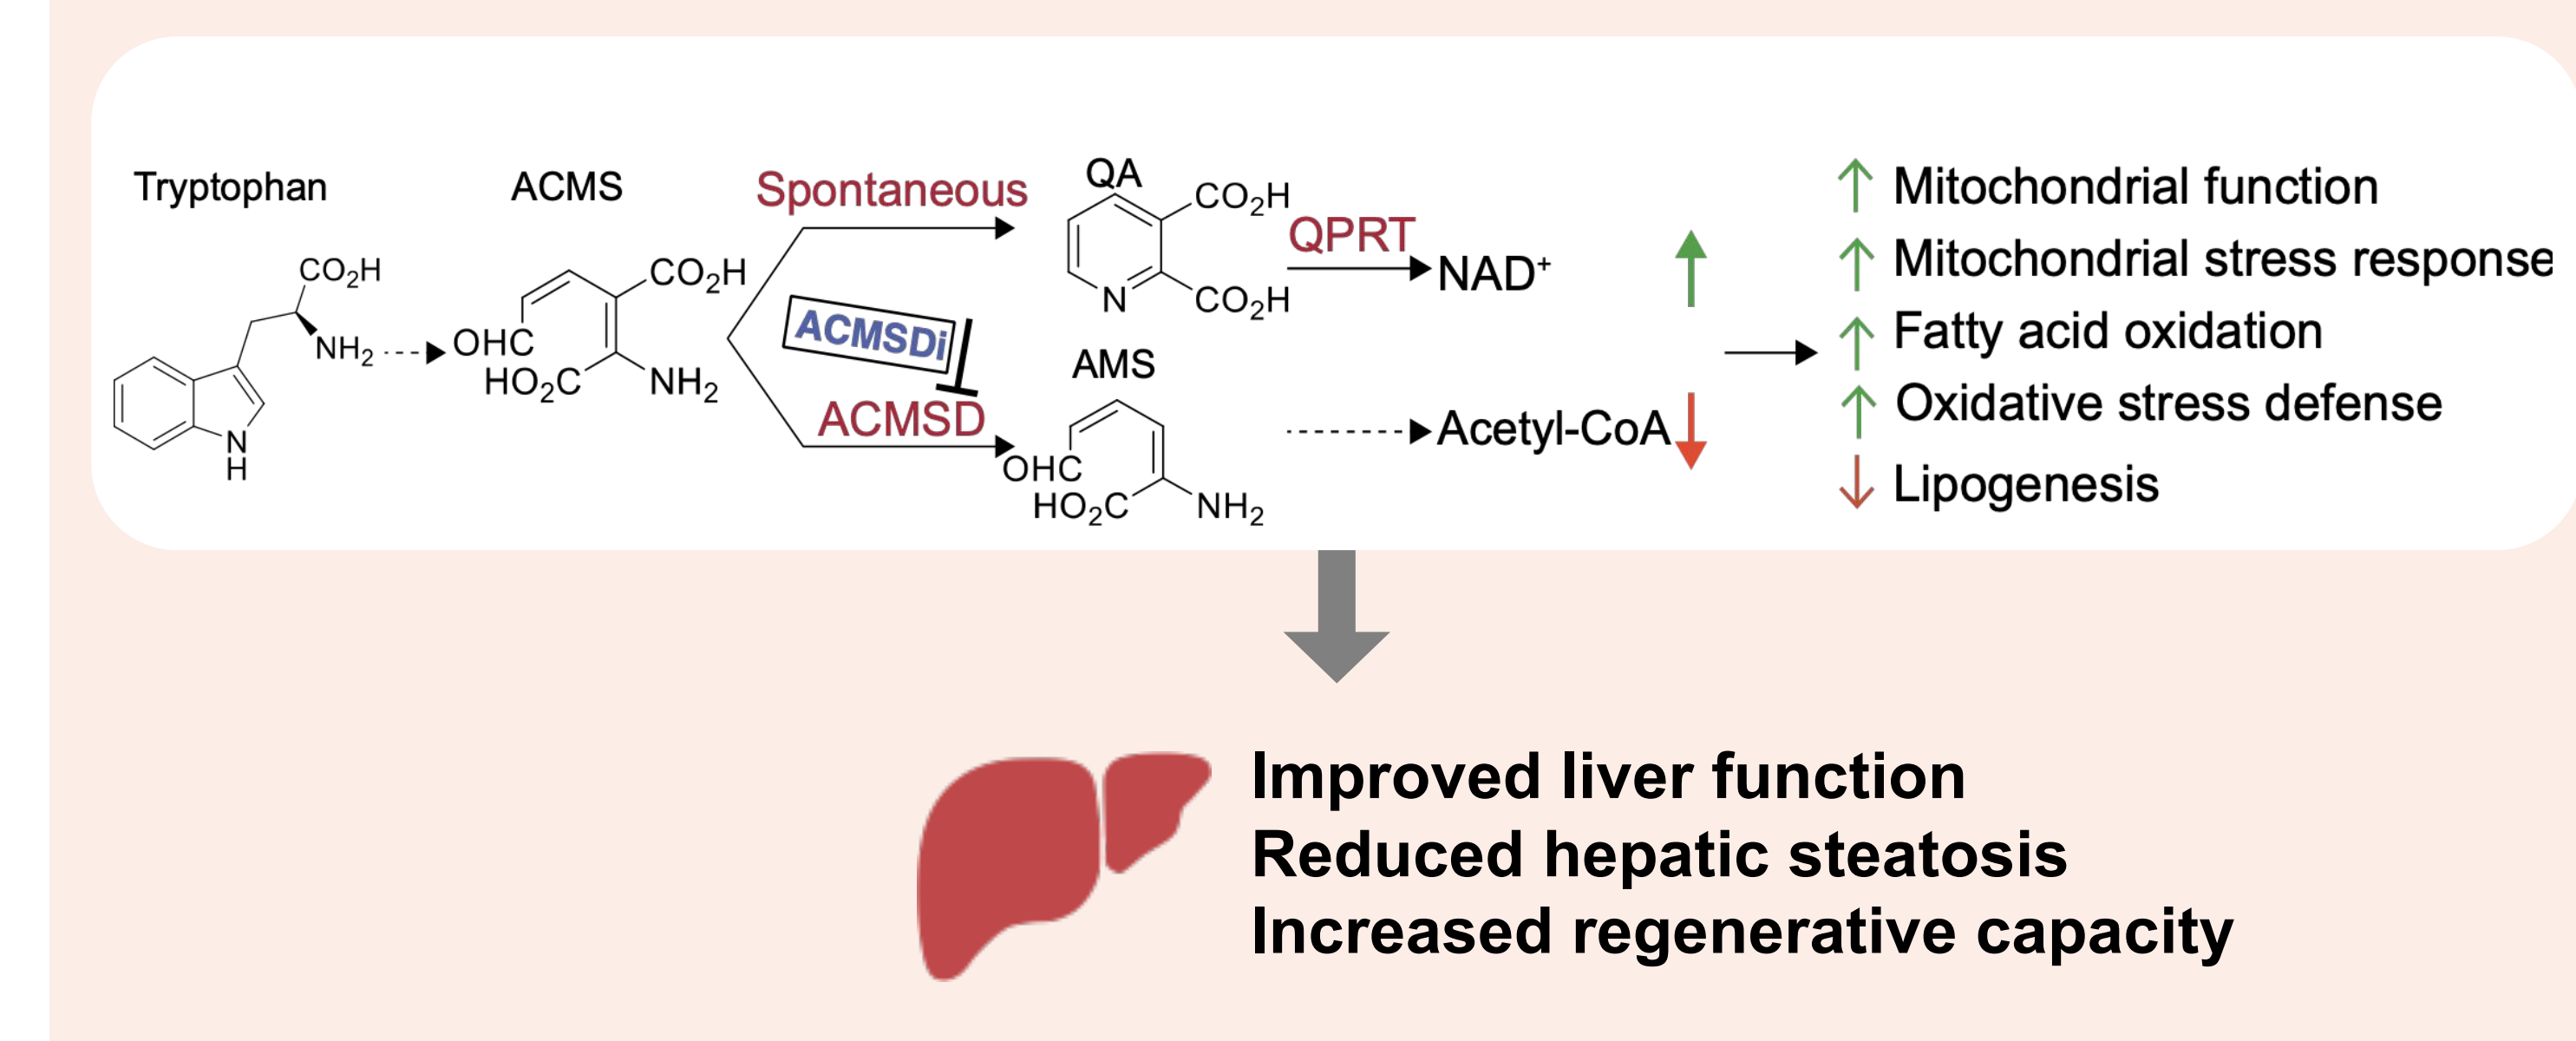 Tryptophan
ACMS
Spontaneous
QA
CO₂H
CO₂H
QPRT
NAD⁺
CO₂H
NH₂
N
H
OHC
HO₂C
CO₂H
NH₂
ACMSDi
ACMSD
N
CO₂H
AMS
OHC
HO₂C
NH₂
Acetyl-CoA
Mitochondrial function
Mitochondrial stress response
Fatty acid oxidation
Oxidative stress defense
Lipogenesis
Improved liver function
Reduced hepatic steatosis
Increased regenerative capacity